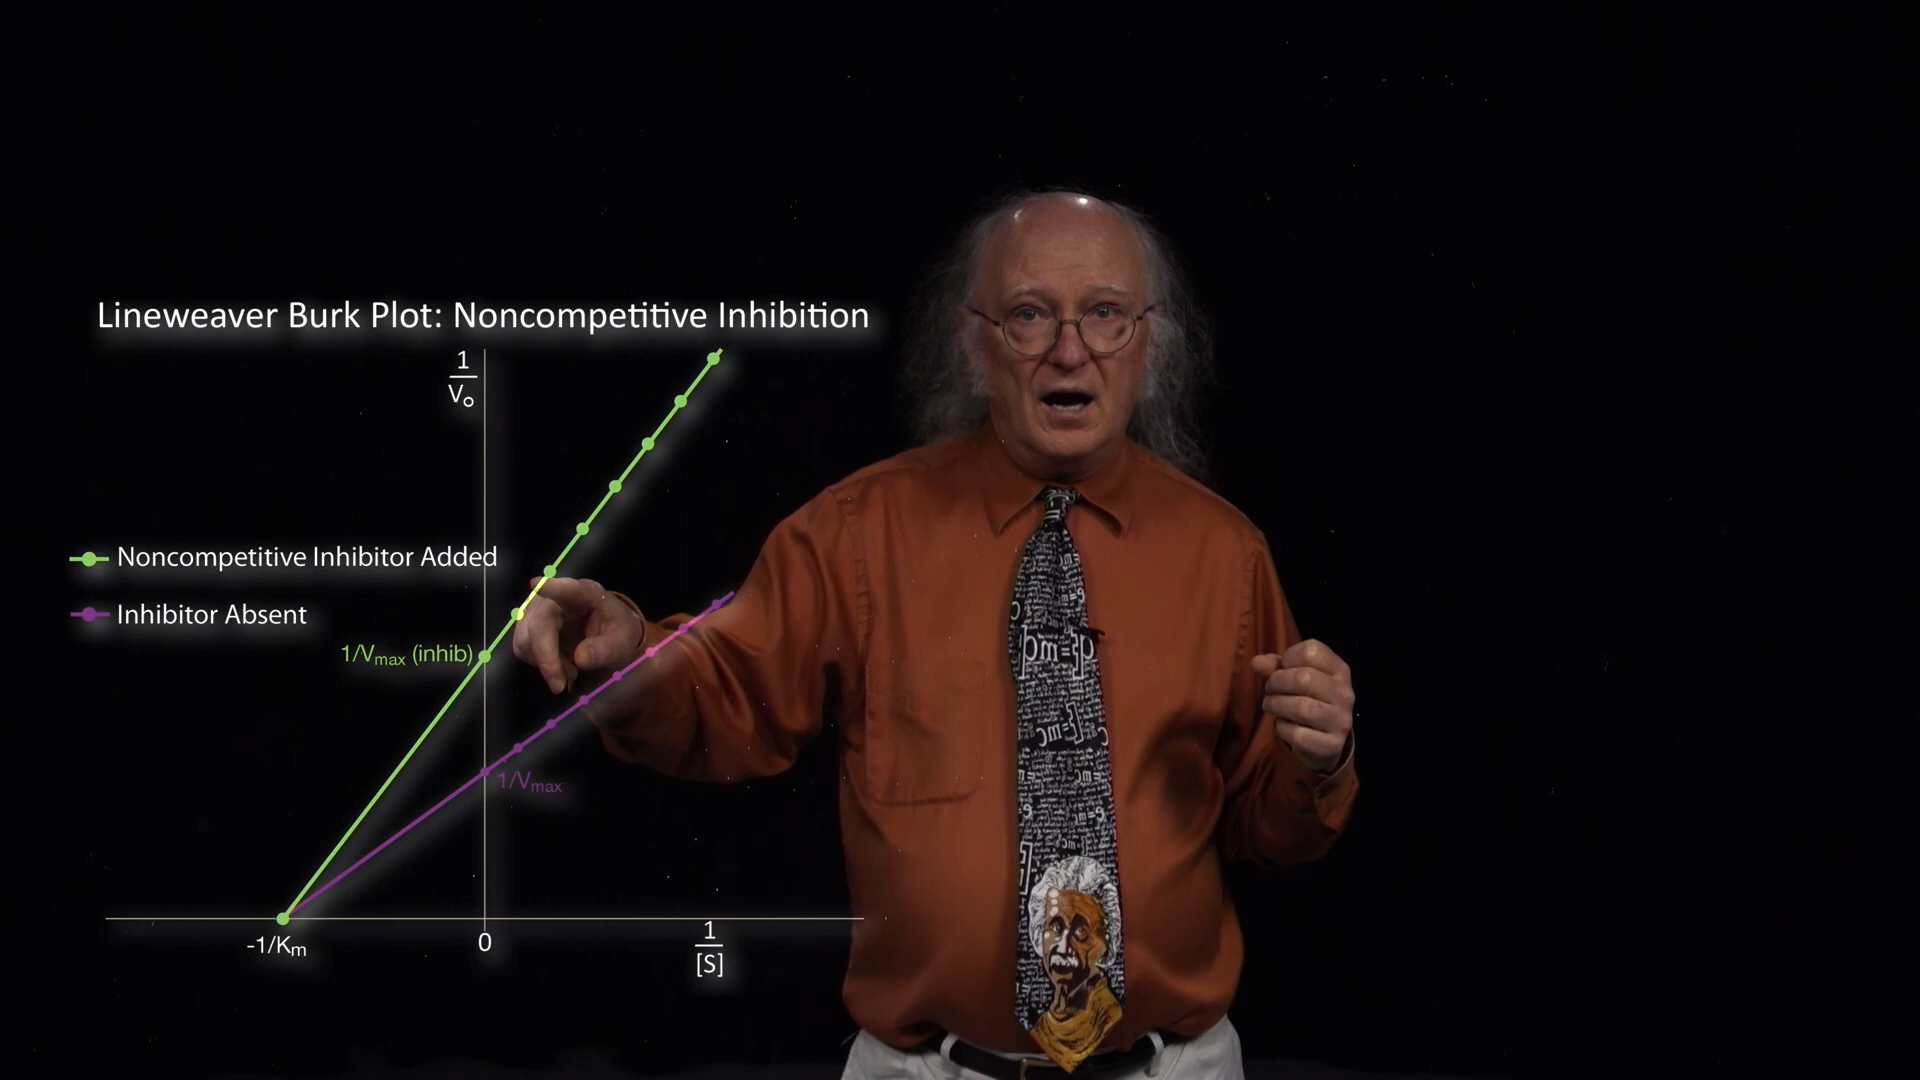 Lineweaver Burk Plot: Noncompetitive Inhibition
1
Vo
Noncompetitive Inhibitor Added
Inhibitor Absent
1/Vmax (inhib)
1/Vmax
-1/Km
0
1
[S]